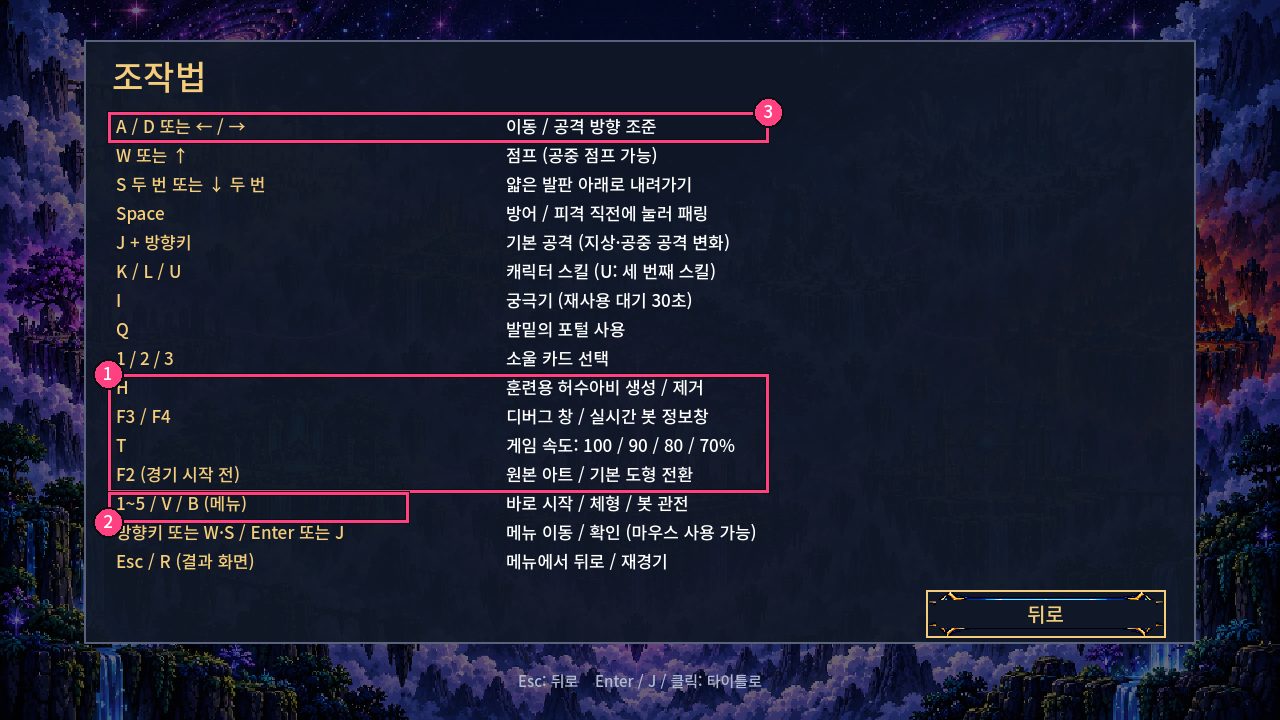 조작법
A / D 또는 ← / → 이동 / 공격 방향 조준
3
W 또는 ↑ 점프 (공중 점프 가능)
S 두 번 또는 ↓ 두 번 얇은 발판 아래로 내려가기
Space 방어 / 피격 직전에 눌러 패링
J + 방향키 기본 공격 (지상·공중 공격 변화)
K / L / U 캐릭터 스킬 (U: 세 번째 스킬)
I 궁극기 (재사용 대기 30초)
Q 발밑의 포털 사용
1 / 2 / 3 소울 카드 선택
1
H 훈련용 허수아비 생성 / 제거
F3 / F4 디버그 창 / 실시간 봇 정보창
T 게임 속도: 100 / 90 / 80 / 70%
F2 (경기 시작 전) 원본 아트 / 기본 도형 전환
1~5 / V / B (메뉴) 바로 시작 / 체형 / 봇 관전
2
방향키 또는 W·S / Enter 또는 J 메뉴 이동 / 확인 (마우스 사용 가능)
Esc / R (결과 화면) 메뉴에서 뒤로 / 재경기
뒤로
Esc: 뒤로 Enter / J / 클릭: 타이틀로